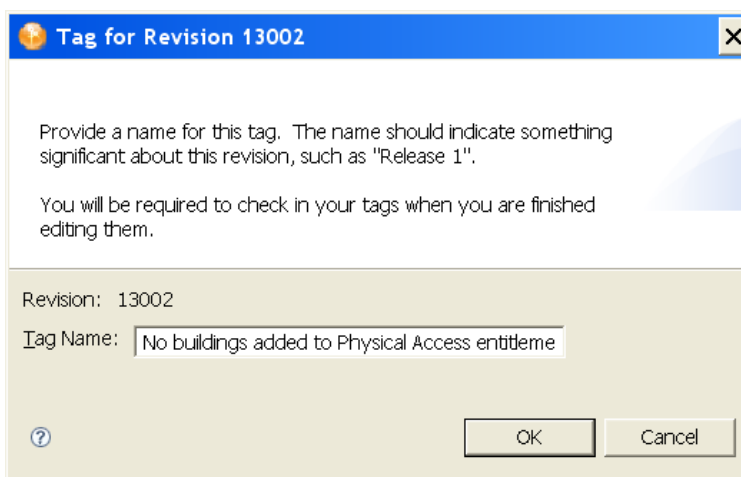 Tag for Revision 13002
Provide a name for this tag. The name should indicate something
significant about this revision, such as "Release 1".
You will be required to check in your tags when you are finished
editing them.
Revision: 13002
Tag Name: No buildings added to Physical Access entitleme
OK Cancel